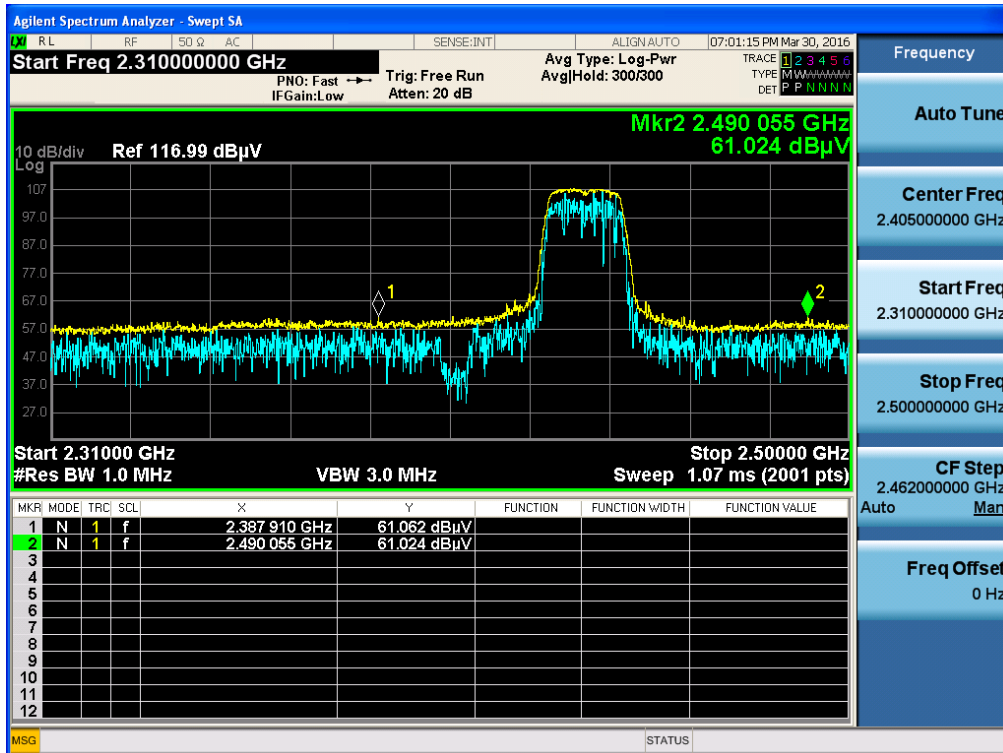 Agilent Spectrum Analyzer - Swept SA
LXI RL RF 50 Ω AC SENSE:INT ALIGN AUTO 07:01:15 PM Mar 30, 2016
Start Freq 2.310000000 GHz
PNO: Fast
IFGain:Low
Trig: Free Run
Atten: 20 dB
Avg Type: Log-Pwr
Avg|Hold: 300/300
TRACE 1 2 3 4 5 6
TYPE M W
DET P P N N N N
Mkr2 2.490 055 GHz
61.024 dBµV
10 dB/div Ref 116.99 dBµV
Log
107
97.0
87.0
77.0
67.0
57.0
47.0
37.0
27.0
1
2
Start 2.31000 GHz Stop 2.50000 GHz
#Res BW 1.0 MHz VBW 3.0 MHz Sweep 1.07 ms (2001 pts)
MKR MODE TRC SCL X Y FUNCTION FUNCTION WIDTH FUNCTION VALUE
1 N 1 f 2.387 910 GHz 61.062 dBµV
2 N 1 f 2.490 055 GHz 61.024 dBµV
3
4
5
6
7
8
9
10
11
12
MSG STATUS
Frequency
Auto Tune
Center Freq
2.405000000 GHz
Start Freq
2.310000000 GHz
Stop Freq
2.500000000 GHz
CF Step
2.462000000 GHz
Auto Man
Freq Offset
0 Hz